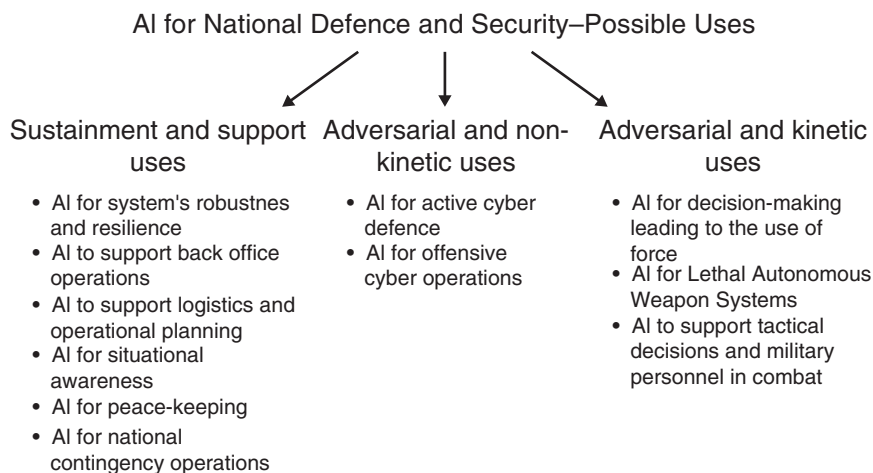 AI for National Defence and Security–Possible Uses
Sustainment and support
uses
• AI for system's robustnes
and resilience
• AI to support back office
operations
• AI to support logistics and
operational planning
• AI for situational
awareness
• AI for peace-keeping
• AI for national
contingency operations
Adversarial and non-
kinetic uses
• AI for active cyber
defence
• AI for offensive
cyber operations
Adversarial and kinetic
uses
• AI for decision-making
leading to the use of
force
• AI for Lethal Autonomous
Weapon Systems
• AI to support tactical
decisions and military
personnel in combat